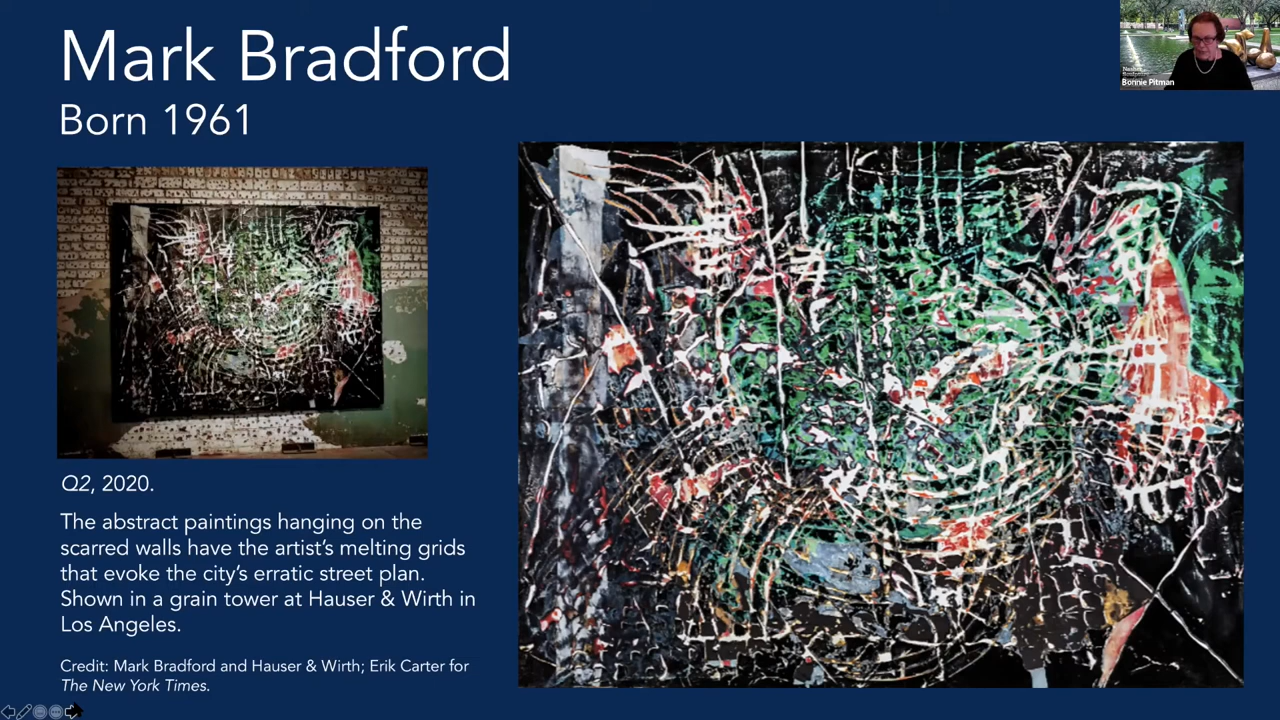 Mark Bradford
Born 1961
Bonnie Pitman
Q2, 2020.
The abstract paintings hanging on the
scarred walls have the artist's melting grids
that evoke the city's erratic street plan.
Shown in a grain tower at Hauser & Wirth in
Los Angeles.
Credit: Mark Bradford and Hauser & Wirth; Erik Carter for
The New York Times.